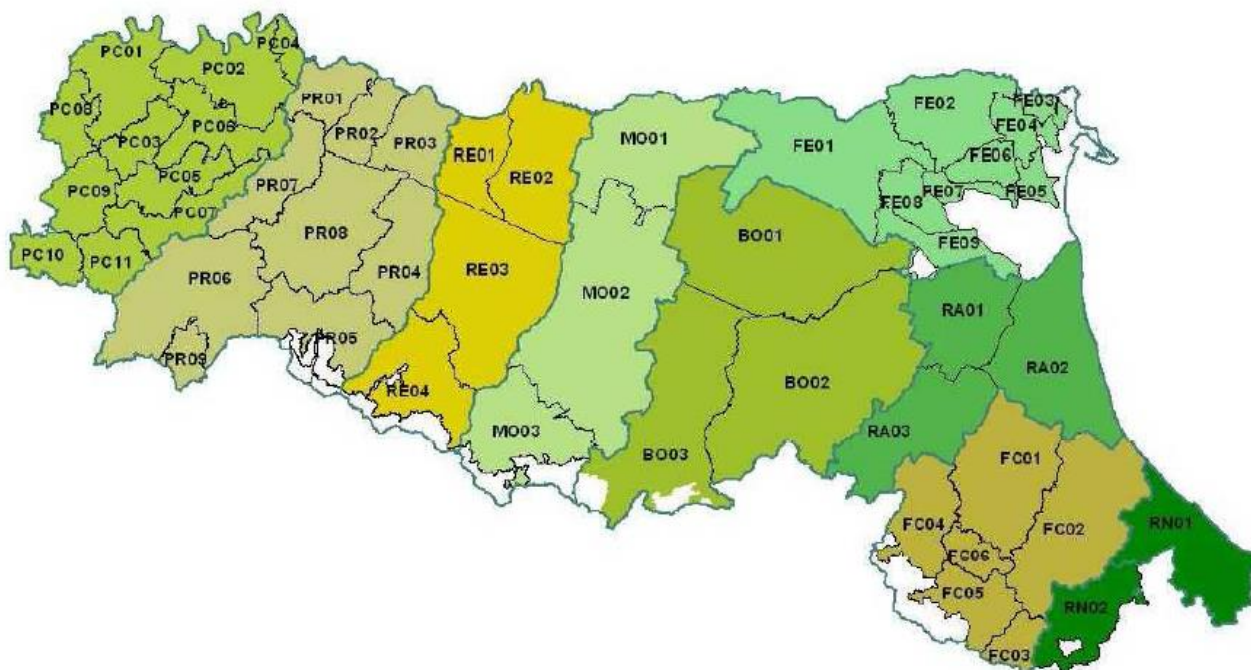 PC01
PC02
PC04
PC08
PC03
PC06
PC09
PC05
PC07
PC10
PC11
PR01
PR02
PR03
PR07
PR08
PR06
PR04
PR05
PR09
RE01
RE02
RE03
RE04
MO01
MO02
MO03
BO01
BO02
BO03
FE01
FE02
FE03
FE04
FE06
FE07
FE05
FE08
FE09
RA01
RA02
RA03
FC01
FC02
FC04
FC06
FC05
FC03
RN01
RN02